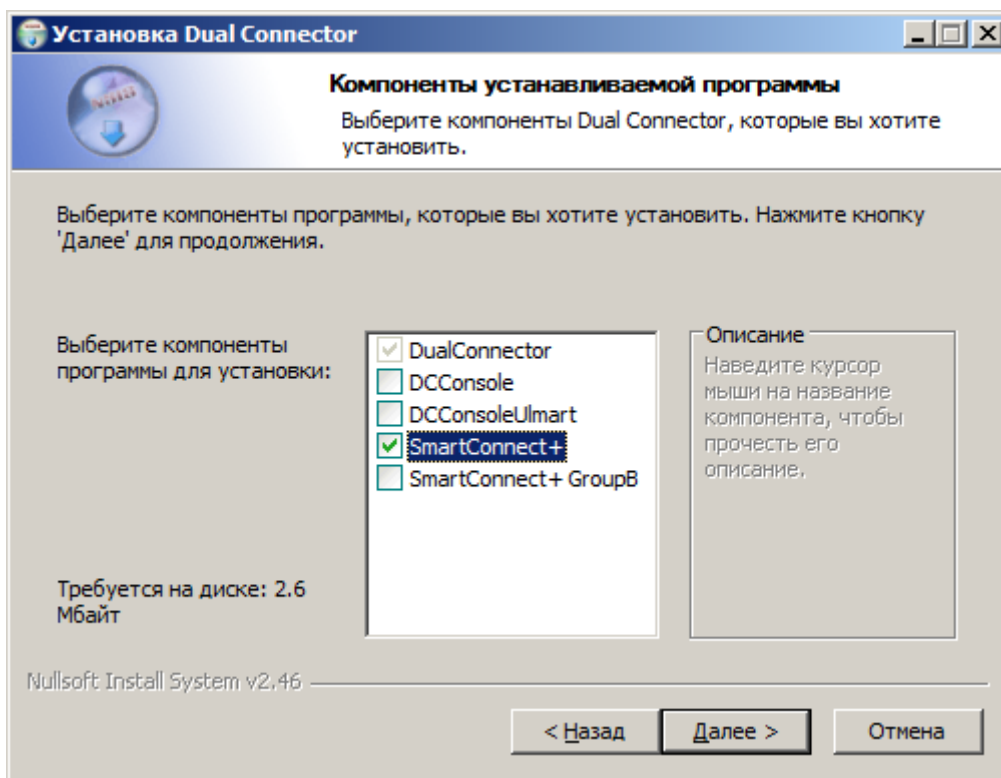 Установка Dual Connector
NSIS
Компоненты устанавливаемой программы
Выберите компоненты Dual Connector, которые вы хотите
установить.
Выберите компоненты программы, которые вы хотите установить. Нажмите кнопку
'Далее' для продолжения.
Выберите компоненты
программы для установки:
DualConnector
DCConsole
DCConsoleUlmart
SmartConnect+
SmartConnect+ GroupB
Описание
Наведите курсор
мыши на название
компонента, чтобы
прочесть его
описание.
Требуется на диске: 2.6
Мбайт
Nullsoft Install System v2.46
< Назад
Далее >
Отмена